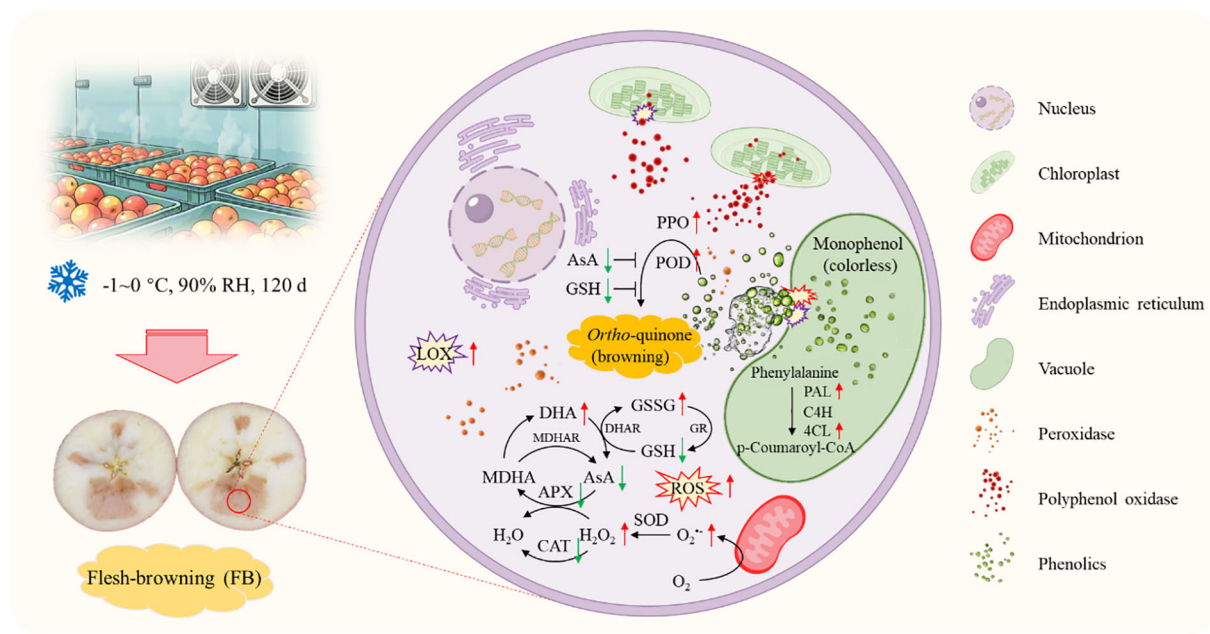 -1~0 °C, 90% RH, 120 d
Flesh-browning (FB)
PPO
POD
AsA
GSH
Ortho-quinone
(browning)
LOX
Monophenol
(colorless)
Phenylalanine
PAL
C4H
4CL
p-Coumaroyl-CoA
DHA
GSSG
MDHAR
DHAR
GR
GSH
MDHA
AsA
APX
ROS
H₂O
CAT
H₂O₂
SOD
O₂•-
O₂
Nucleus
Chloroplast
Mitochondrion
Endoplasmic reticulum
Vacuole
Peroxidase
Polyphenol oxidase
Phenolics